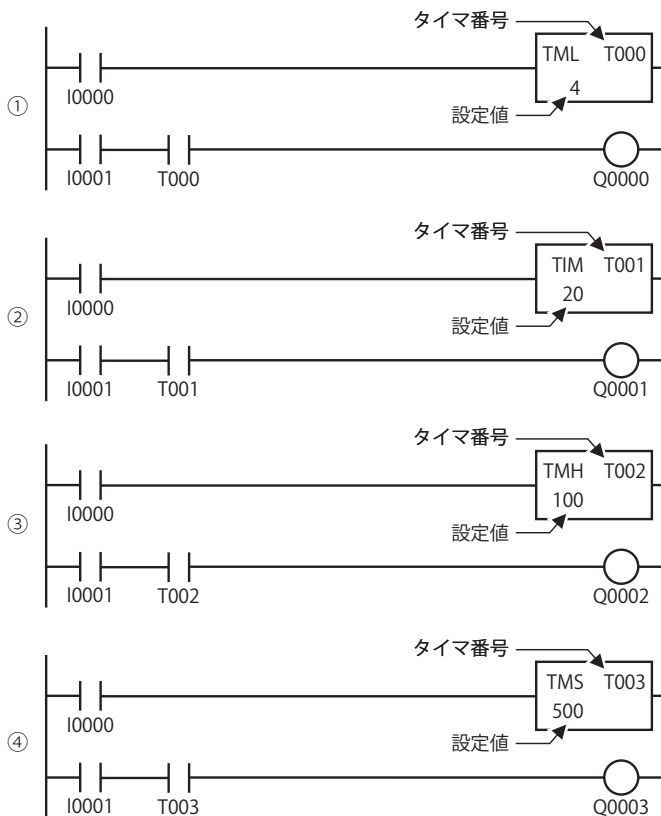 タイマ番号
TML T000
I0000
4
①
設定値
I0001 T000 Q0000
タイマ番号
TIM T001
I0000
20
②
設定値
I0001 T001 Q0001
タイマ番号
TMH T002
I0000
100
③
設定値
I0001 T002 Q0002
タイマ番号
TMS T003
I0000
500
④
設定値
I0001 T003 Q0003